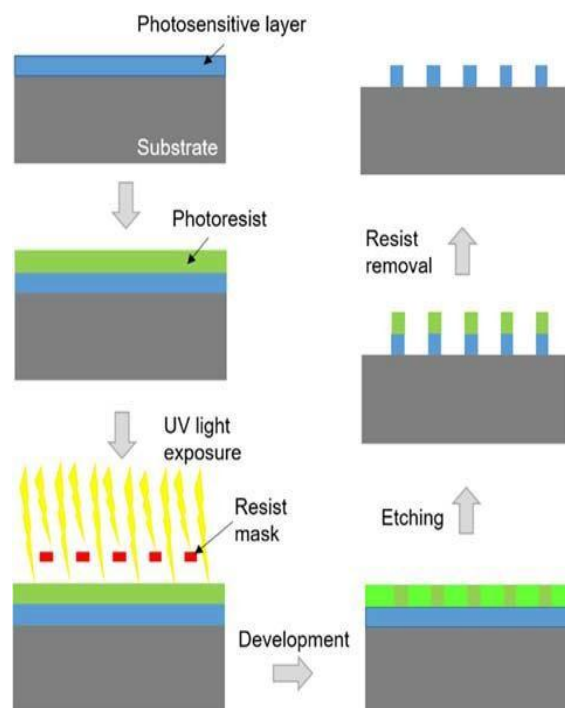 Photosensitive layer
Substrate
Photoresist
UV light
exposure
Resist
mask
Development
Etching
Resist
removal